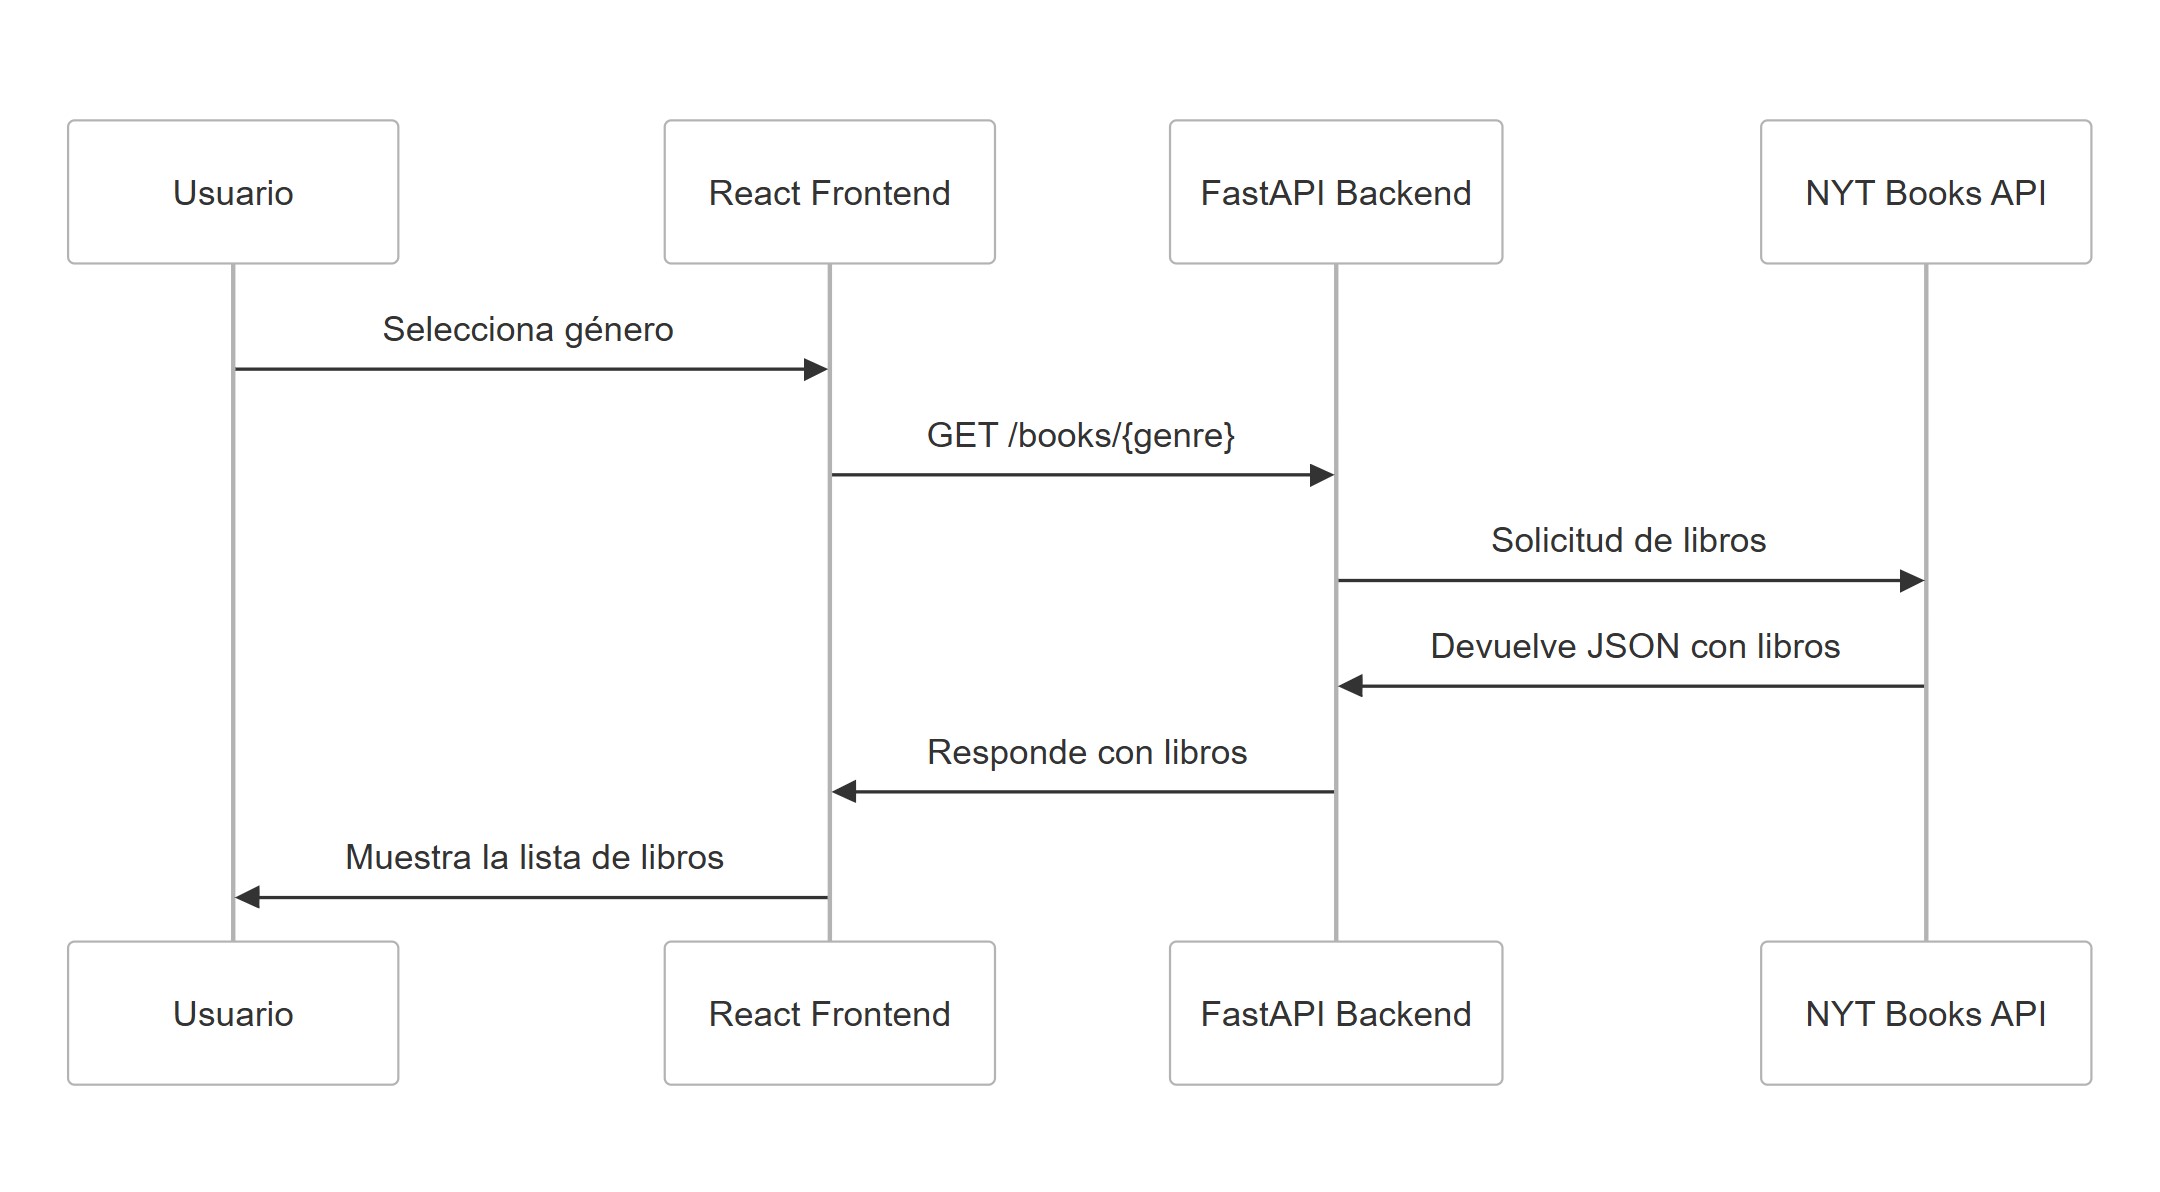 Usuario
React Frontend
FastAPI Backend
NYT Books API
Selecciona género
GET /books/{genre}
Solicitud de libros
Devuelve JSON con libros
Responde con libros
Muestra la lista de libros
Usuario
React Frontend
FastAPI Backend
NYT Books API